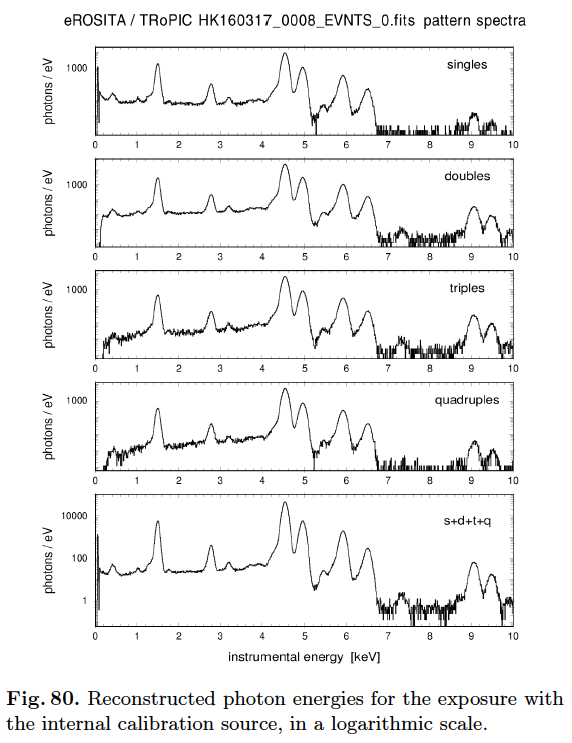 eROSITA / TRoPIC HK160317_0008_EVNTS_0.fits pattern spectra
photons / eV
1000
singles
0 1 2 3 4 5 6 7 8 9 10
photons / eV
1000
doubles
0 1 2 3 4 5 6 7 8 9 10
photons / eV
1000
triples
0 1 2 3 4 5 6 7 8 9 10
photons / eV
1000
quadruples
0 1 2 3 4 5 6 7 8 9 10
photons / eV
10000
100
1
s+d+t+q
0 1 2 3 4 5 6 7 8 9 10
instrumental energy [keV]
Fig. 80. Reconstructed photon energies for the exposure with
the internal calibration source, in a logarithmic scale.